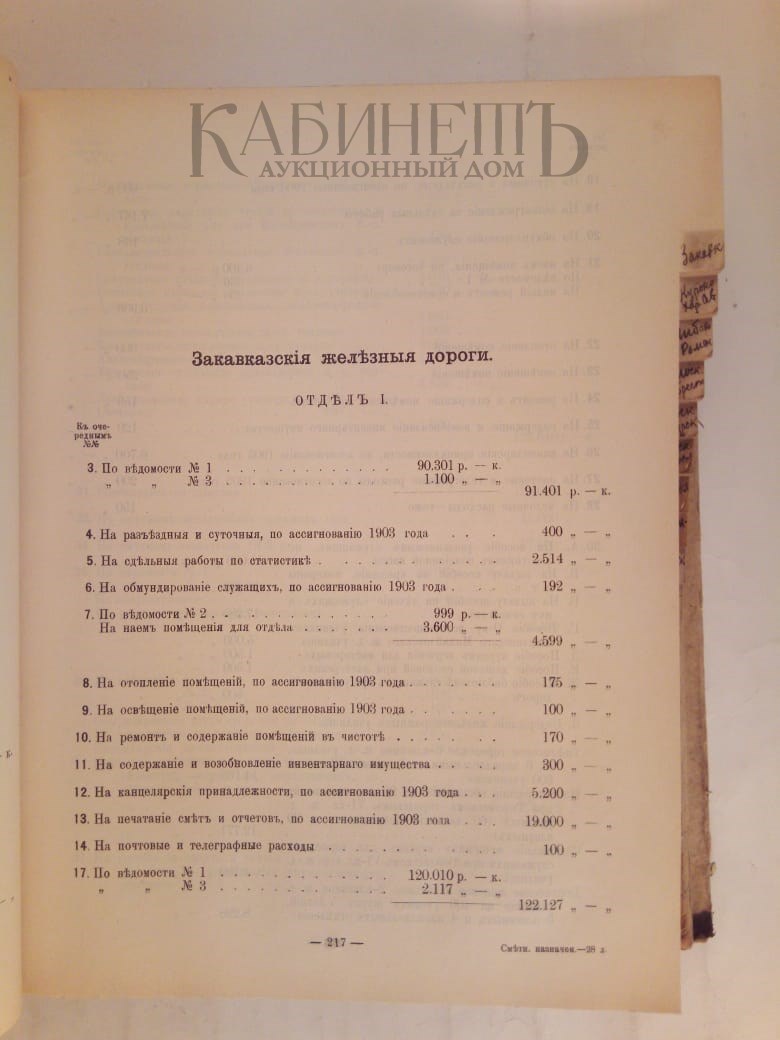 КАБИНЕТЪ
АУКЦИОННЫЙ ДОМ
Закавказскія желѣзныя дороги.
ОТДѢЛЪ I.
Къ оче-
реднымъ
№№
3. По вѣдомости № 1 . . . . . . . . . . . . . 90.301 р. — к.
„ „ № 3 . . . . . . . . . . . 1.100 „ — „
91.401 р. — к.
4. На разъѣздныя и суточныя, по ассигнованію 1903 года . . . 400 „ — „
5. На сдѣльныя работы по статистикѣ . . . . . . . . . . 2.514 „ — „
6. На обмундированіе служащихъ, по ассигнованію 1903 года . . . 192 „ — „
7. По вѣдомости № 2 . . . . . . . . . . . . . 999 р. — к.
На наемъ помѣщенія для отдѣла . . . . . . . 3.600 „ — „
4.599 „ — „
8. На отопленіе помѣщеній, по ассигнованію 1903 года . . . . . . 175 „ — „
9. На освѣщеніе помѣщеній, по ассигнованію 1903 года . . . . . . 100 „ — „
10. На ремонтъ и содержаніе помѣщеній въ чистотѣ . . . . . . 170 „ — „
11. На содержаніе и возобновленіе инвентарнаго имущества . . . . . 300 „ — „
12. На канцелярскія принадлежности, по ассигнованію 1903 года . . . 5.200 „ — „
13. На печатаніе смѣтъ и отчетовъ, по ассигнованію 1903 года . . . 19.000 „ — „
14. На почтовые и телеграфные расходы . . . . . . . . . 100 „ — „
17. По вѣдомости № 1 . . . . . . . . . . . . . 120.010 р. — к.
„ „ № 3 . . . . . . . . . . . . 2.117 „ — „
122.127 „ — „
— 217 —
Смѣтн. назначен.—28 д.
Закавк